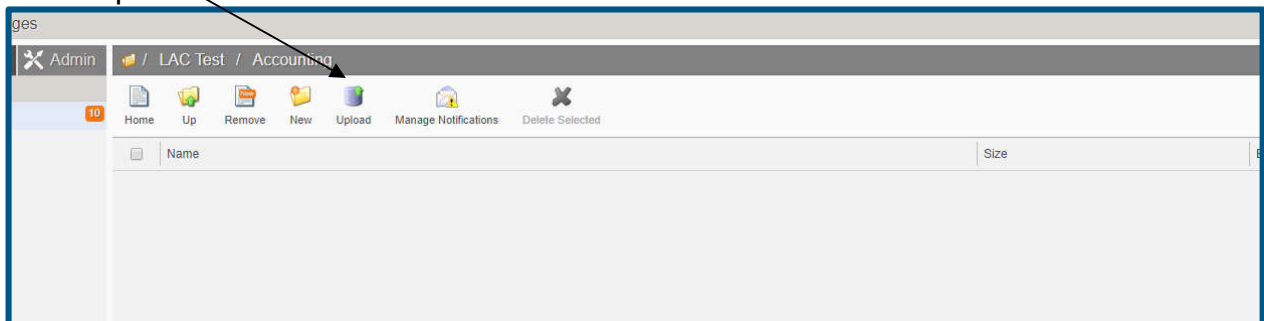 ges
Admin / LAC Test / Accounting
10
Home Up Remove New Upload Manage Notifications Delete Selected
Name Size